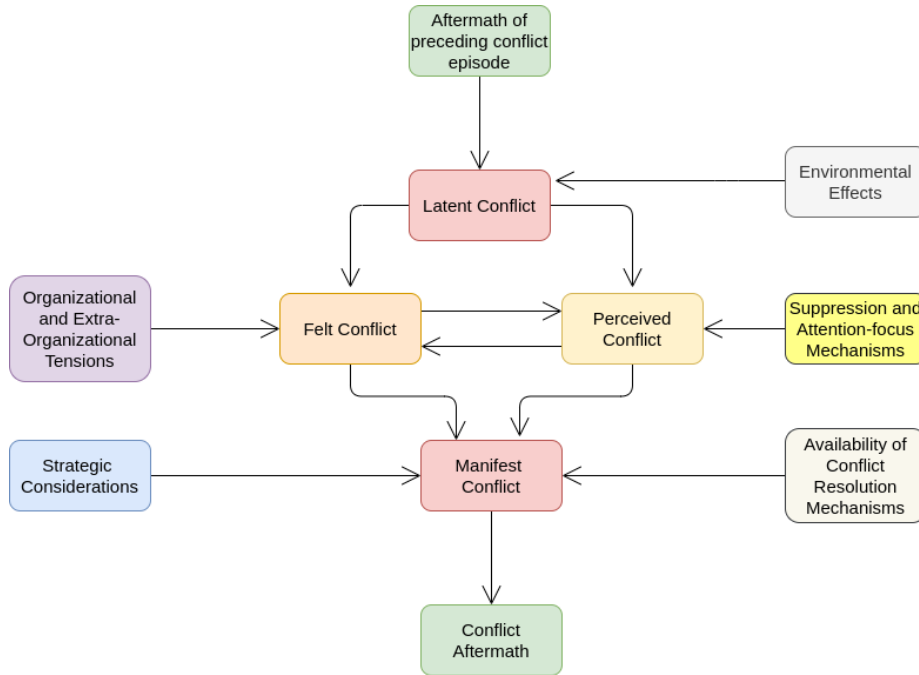 Aftermath of
preceding conflict
episode
Environmental
Effects
Latent Conflict
Organizational
and Extra-
Organizational
Tensions
Felt Conflict
Perceived
Conflict
Suppression and
Attention-focus
Mechanisms
Strategic
Considerations
Manifest
Conflict
Availability of
Conflict
Resolution
Mechanisms
Conflict
Aftermath